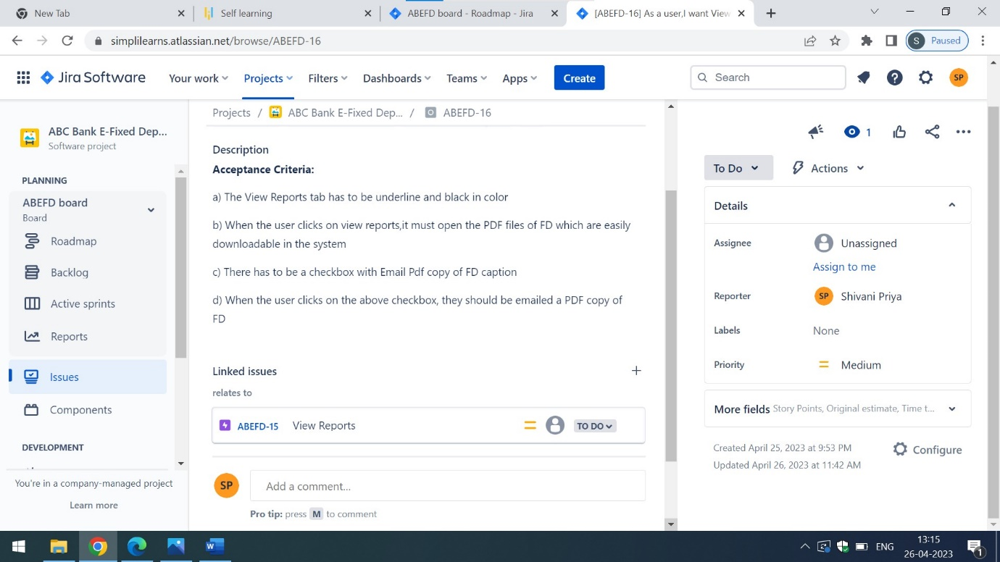 New Tab
Self learning
ABEFD board - Roadmap - Jira
[ABEFD-16] As a user,I want View
simplilearns.atlassian.net/browse/ABEFD-16
S Paused
Jira Software
Your work
Projects
Filters
Dashboards
Teams
Apps
Create
Search
SP
ABC Bank E-Fixed Dep...
Software project
PLANNING
ABEFD board
Board
Roadmap
Backlog
Active sprints
Reports
Issues
Components
DEVELOPMENT
You're in a company-managed project
Learn more
Projects / ABC Bank E-Fixed Dep... / ABEFD-16
Description
Acceptance Criteria:
a) The View Reports tab has to be underline and black in color
b) When the user clicks on view reports,it must open the PDF files of FD which are easily
downloadable in the system
c) There has to be a checkbox with Email Pdf copy of FD caption
d) When the user clicks on the above checkbox, they should be emailed a PDF copy of
FD
Linked issues
relates to
ABEFD-15 View Reports TO DO
SP Add a comment...
Pro tip: press M to comment
1
To Do
Actions
Details
Assignee Unassigned
Assign to me
Reporter SP Shivani Priya
Labels None
Priority Medium
More fields Story Points, Original estimate, Time t...
Created April 25, 2023 at 9:53 PM
Updated April 26, 2023 at 11:42 AM
Configure
W
ENG
13:15
26-04-2023
1